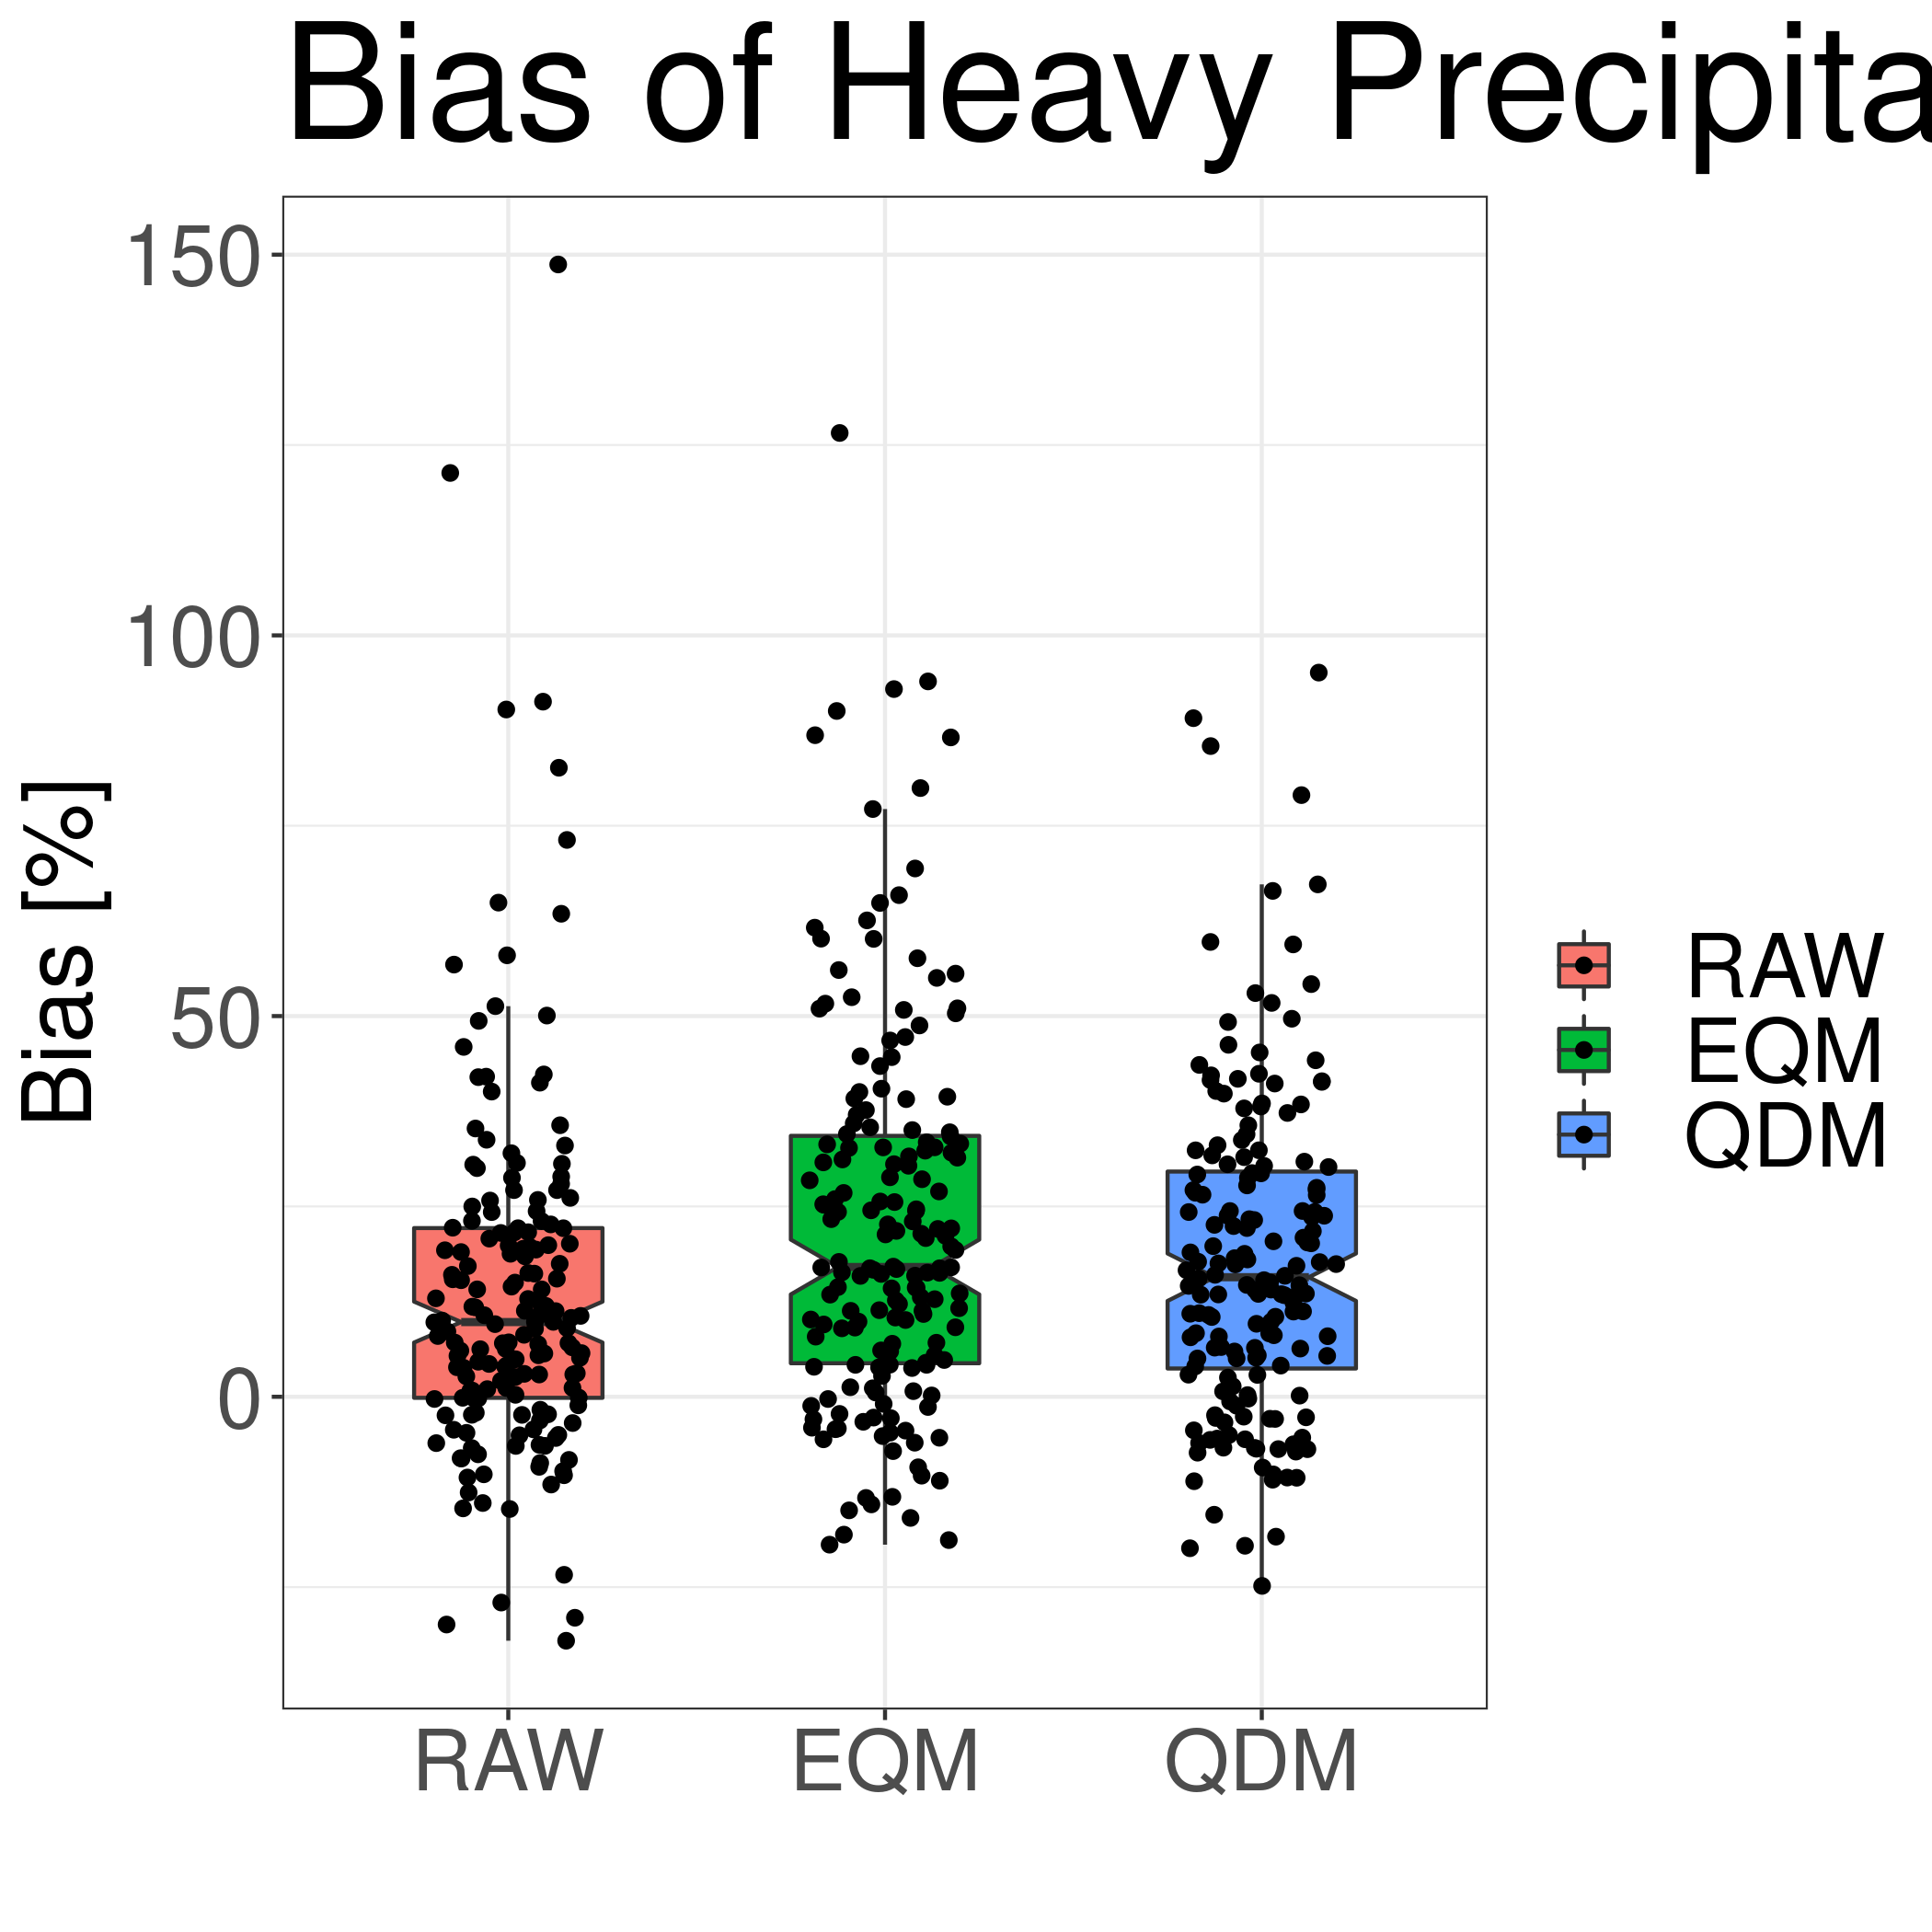 Bias of Heavy Precipita
150
100
50
0
Bias [%]
RAW
EQM
QDM
RAW
EQM
QDM